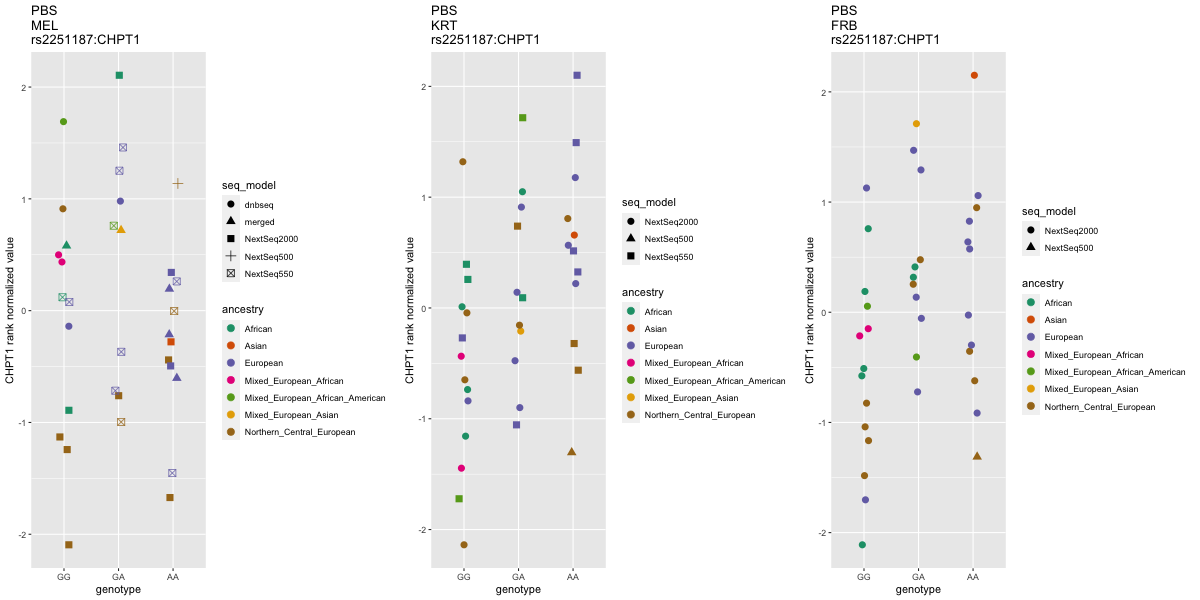 PBS
MEL
rs2251187:CHPT1
CHPT1 rank normalized value
2
1
0
-1
-2
GG
GA
AA
genotype
seq_model
dnbseq
merged
NextSeq2000
NextSeq500
NextSeq550
ancestry
African
Asian
European
Mixed_European_African
Mixed_European_African_American
Mixed_European_Asian
Northern_Central_European
PBS
KRT
rs2251187:CHPT1
CHPT1 rank normalized value
2
1
0
-1
-2
GG
GA
AA
genotype
seq_model
NextSeq2000
NextSeq500
NextSeq550
ancestry
African
Asian
European
Mixed_European_African
Mixed_European_African_American
Mixed_European_Asian
Northern_Central_European
PBS
FRB
rs2251187:CHPT1
CHPT1 rank normalized value
2
1
0
-1
-2
GG
GA
AA
genotype
seq_model
NextSeq2000
NextSeq500
ancestry
African
Asian
European
Mixed_European_African
Mixed_European_African_American
Mixed_European_Asian
Northern_Central_European